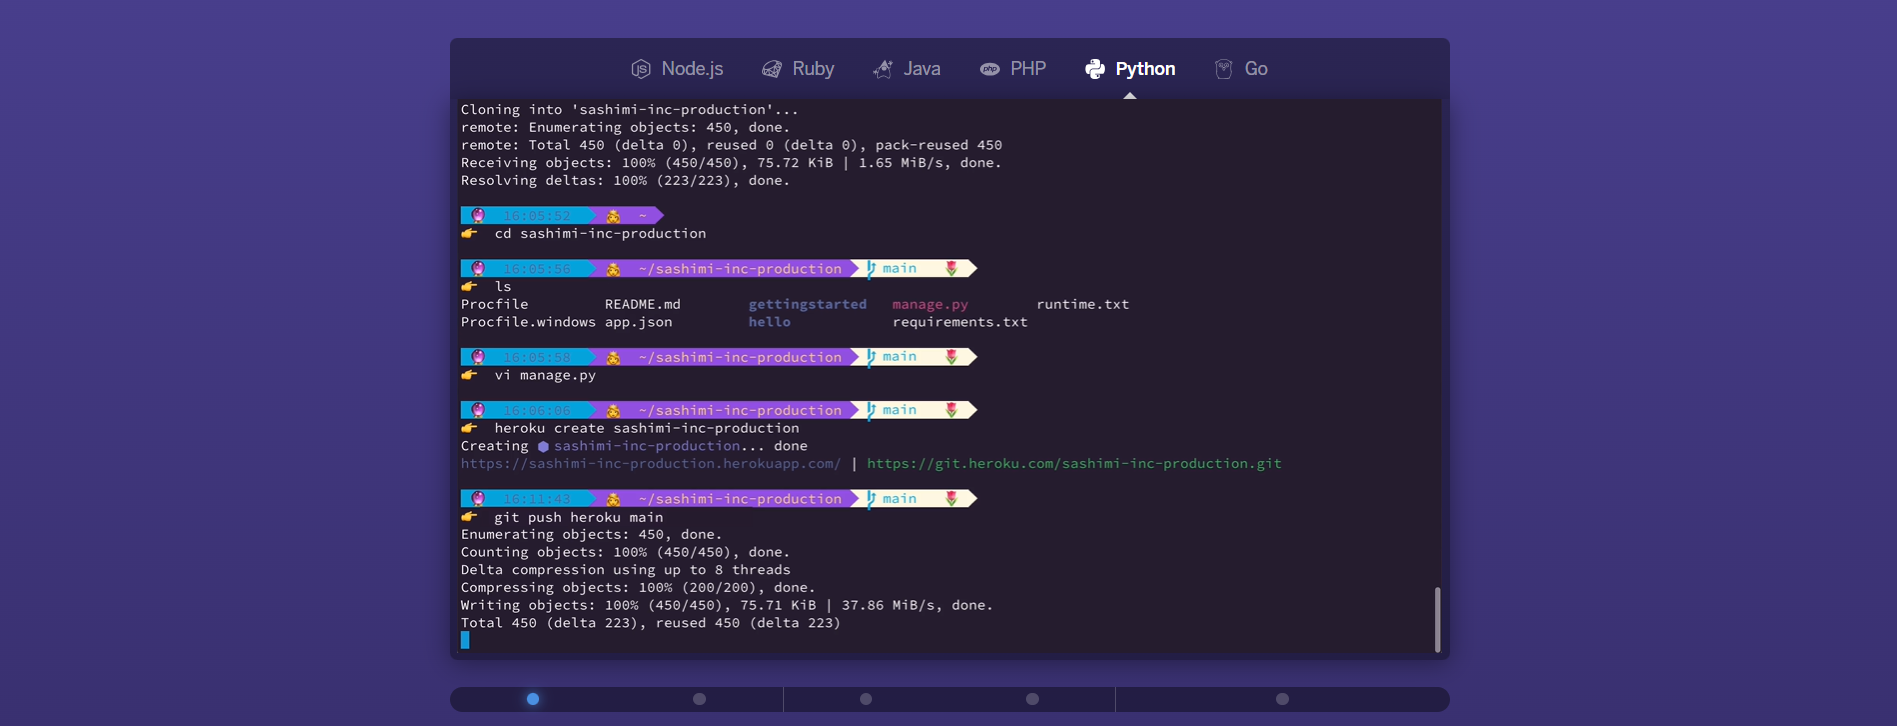 Node.js Ruby Java PHP Python Go
Cloning into 'sashimi-inc-production'...
remote: Enumerating objects: 450, done.
remote: Total 450 (delta 0), reused 0 (delta 0), pack-reused 450
Receiving objects: 100% (450/450), 75.72 KiB | 1.65 MiB/s, done.
Resolving deltas: 100% (223/223), done.
16:05:52 ~
cd sashimi-inc-production
16:05:56 ~/sashimi-inc-production main
ls
Procfile README.md gettingstarted manage.py runtime.txt
Procfile.windows app.json hello requirements.txt
16:05:58 ~/sashimi-inc-production main
vi manage.py
16:06:06 ~/sashimi-inc-production main
heroku create sashimi-inc-production
Creating ⬢ sashimi-inc-production... done
https://sashimi-inc-production.herokuapp.com/ | https://git.heroku.com/sashimi-inc-production.git
16:11:43 ~/sashimi-inc-production main
git push heroku main
Enumerating objects: 450, done.
Counting objects: 100% (450/450), done.
Delta compression using up to 8 threads
Compressing objects: 100% (200/200), done.
Writing objects: 100% (450/450), 75.71 KiB | 37.86 MiB/s, done.
Total 450 (delta 223), reused 450 (delta 223)